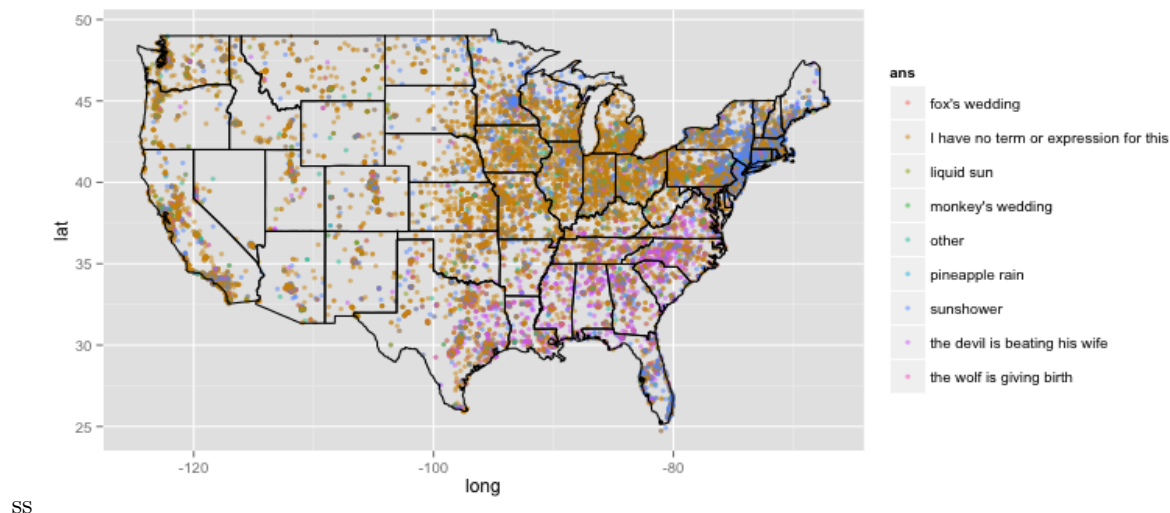 50
45
40
35
30
25
lat
-120
-100
-80
long
ans
fox's wedding
I have no term or expression for this
liquid sun
monkey's wedding
other
pineapple rain
sunshower
the devil is beating his wife
the wolf is giving birth
ss